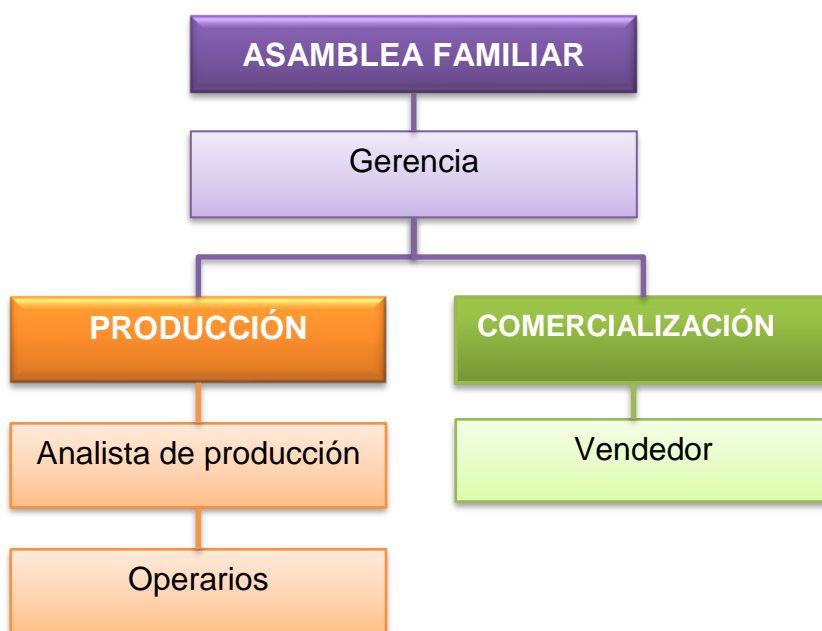 ASAMBLEA FAMILIAR
Gerencia
PRODUCCIÓN
COMERCIALIZACIÓN
Analista de producción
Vendedor
Operarios